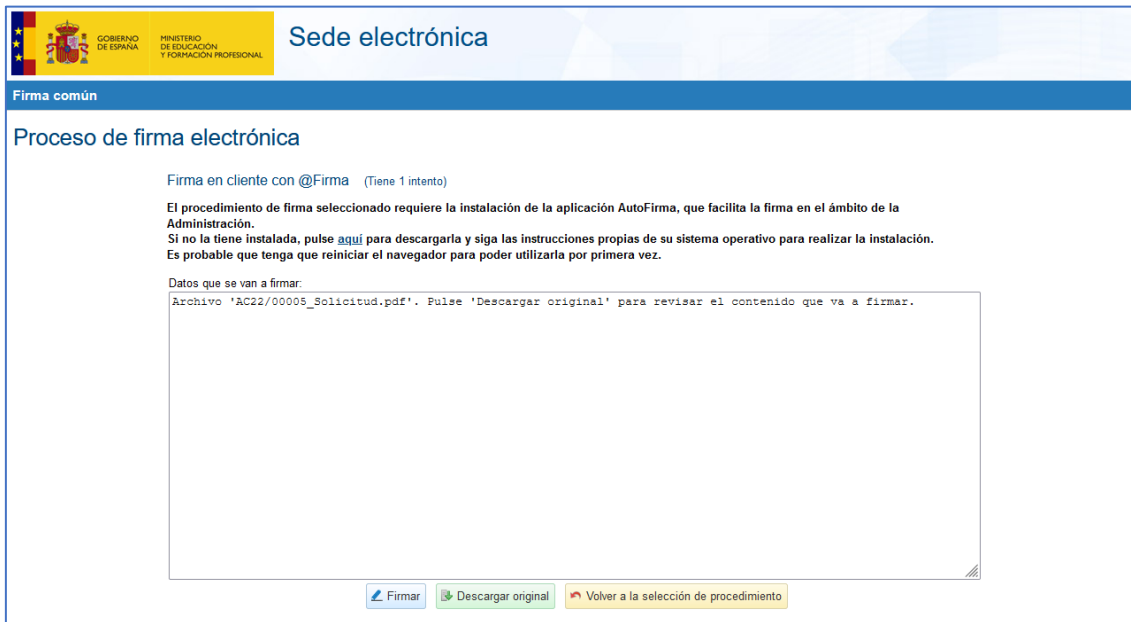 GOBIERNO
DE ESPAÑA
MINISTERIO
DE EDUCACIÓN
Y FORMACIÓN PROFESIONAL
Sede electrónica
Firma común
Proceso de firma electrónica
Firma en cliente con @Firma (Tiene 1 intento)
El procedimiento de firma seleccionado requiere la instalación de la aplicación AutoFirma, que facilita la firma en el ámbito de la
Administración.
Si no la tiene instalada, pulse aquí para descargarla y siga las instrucciones propias de su sistema operativo para realizar la instalación.
Es probable que tenga que reiniciar el navegador para poder utilizarla por primera vez.
Datos que se van a firmar:
Archivo 'AC22/00005_Solicitud.pdf'. Pulse 'Descargar original' para revisar el contenido que va a firmar.
Firmar Descargar original Volver a la selección de procedimiento